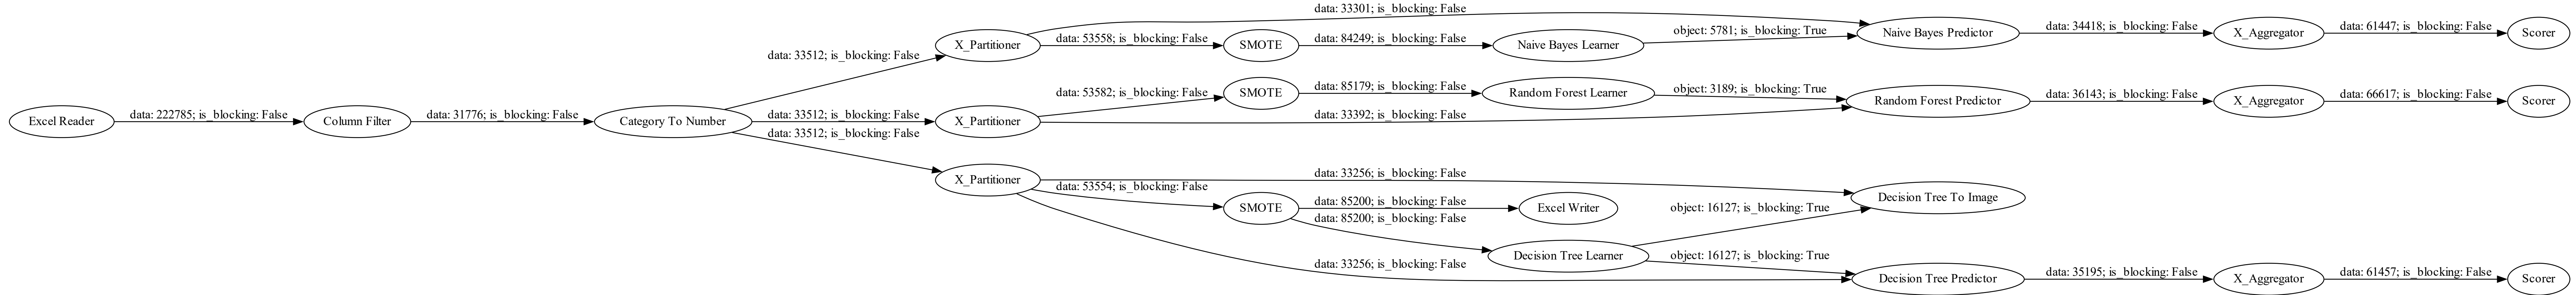 data: 33301; is_blocking: False
X_Partitioner
data: 53558; is_blocking: False
SMOTE
data: 84249; is_blocking: False
Naive Bayes Learner
object: 5781; is_blocking: True
Naive Bayes Predictor
data: 34418; is_blocking: False
X_Aggregator
data: 61447; is_blocking: False
Scorer
data: 33512; is_blocking: False
Excel Reader
data: 222785; is_blocking: False
Column Filter
data: 31776; is_blocking: False
Category To Number
data: 33512; is_blocking: False
X_Partitioner
data: 53582; is_blocking: False
SMOTE
data: 85179; is_blocking: False
Random Forest Learner
object: 3189; is_blocking: True
data: 33392; is_blocking: False
Random Forest Predictor
data: 36143; is_blocking: False
X_Aggregator
data: 66617; is_blocking: False
Scorer
data: 33512; is_blocking: False
X_Partitioner
data: 33256; is_blocking: False
data: 53554; is_blocking: False
SMOTE
data: 85200; is_blocking: False
Excel Writer
data: 85200; is_blocking: False
Decision Tree Learner
object: 16127; is_blocking: True
Decision Tree To Image
object: 16127; is_blocking: True
data: 33256; is_blocking: False
Decision Tree Predictor
data: 35195; is_blocking: False
X_Aggregator
data: 61457; is_blocking: False
Scorer